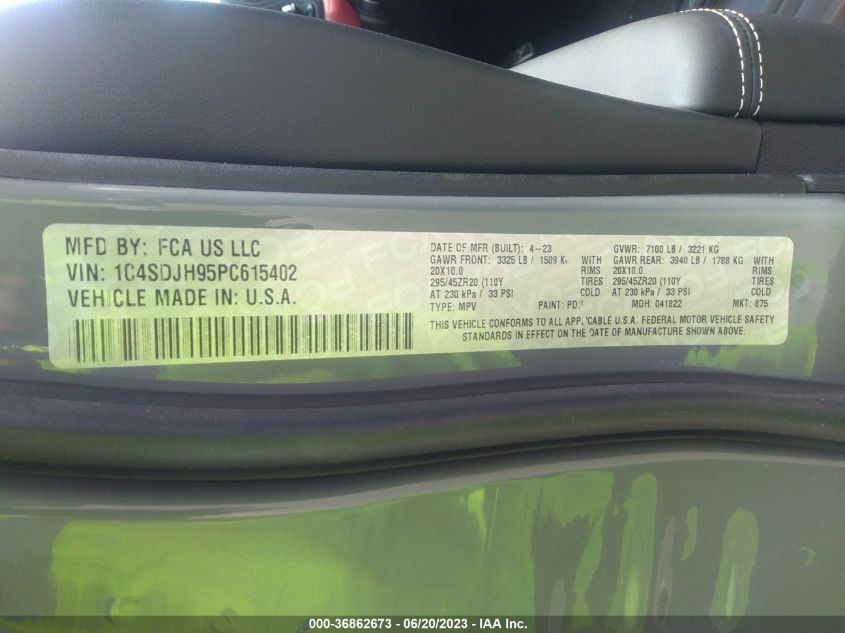 MFD BY: FCA US LLC
VIN: 1C4SDJH95PC615402
VEHICLE MADE IN: U.S.A.
DATE OF MFR (BUILT): 4-23 GVWR: 7100 LB / 3221 KG
GAWR FRONT: 3325 LB / 1509 KG WITH GAWR REAR: 3940 LB / 1788 KG WITH
20X10.0 RIMS 20X10.0 RIMS
295/45ZR20 (110Y TIRES 295/45ZR20 (110Y TIRES
AT 230 kPa / 33 PSI COLD AT 230 kPa / 33 PSI COLD
TYPE: MPV PAINT: MDH: 041822 MKT: 875
THIS VEHICLE CONFORMS TO ALL APP 'CABLE U.S.A. FEDERAL MOTOR VEHICLE SAFETY
STANDARDS IN EFFECT ON THE DATE OF MANUFACTURE SHOWN ABOVE.
000-36862673 - 06/20/2023 - IAA Inc.